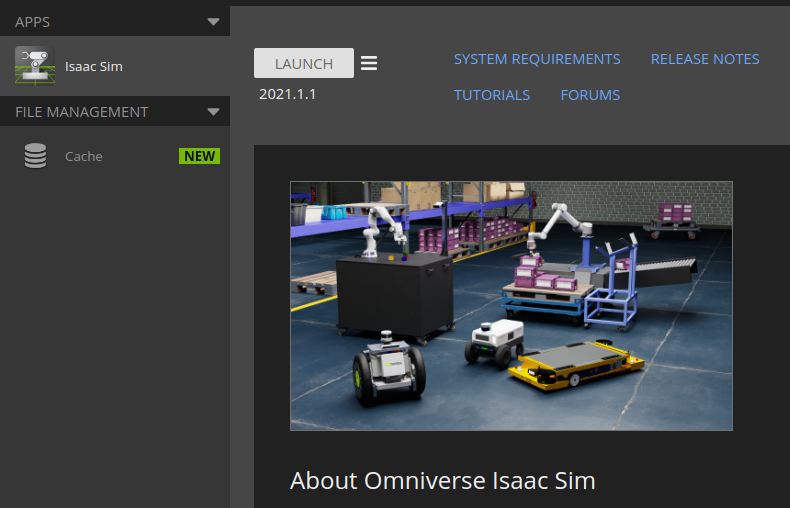 APPS
Isaac Sim
FILE MANAGEMENT
Cache
NEW
LAUNCH
2021.1.1
SYSTEM REQUIREMENTS
RELEASE NOTES
TUTORIALS
FORUMS
About Omniverse Isaac Sim